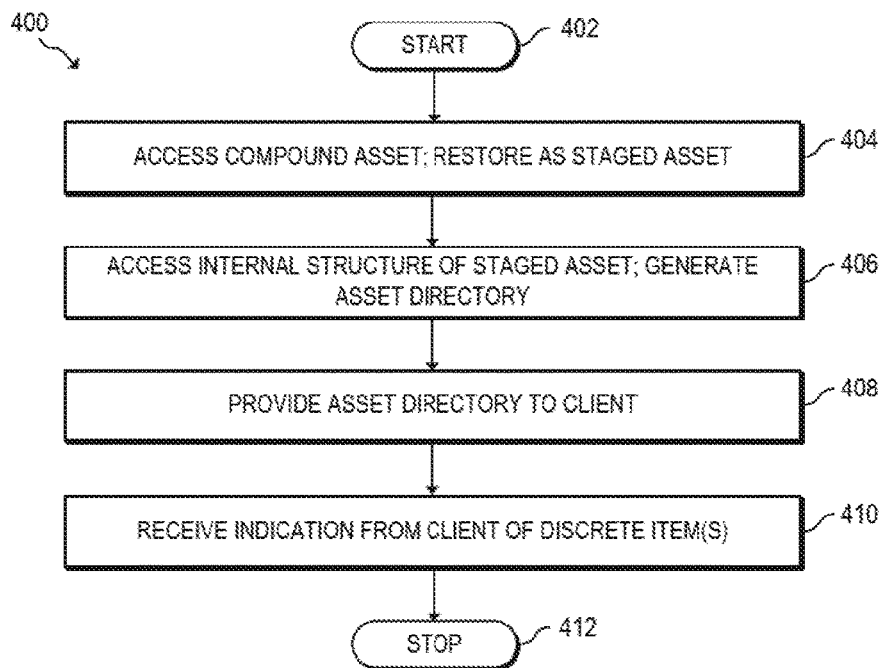 400
START
402
ACCESS COMPOUND ASSET; RESTORE AS STAGED ASSET
404
ACCESS INTERNAL STRUCTURE OF STAGED ASSET; GENERATE
ASSET DIRECTORY
406
PROVIDE ASSET DIRECTORY TO CLIENT
408
RECEIVE INDICATION FROM CLIENT OF DISCRETE ITEM(S)
410
STOP
412